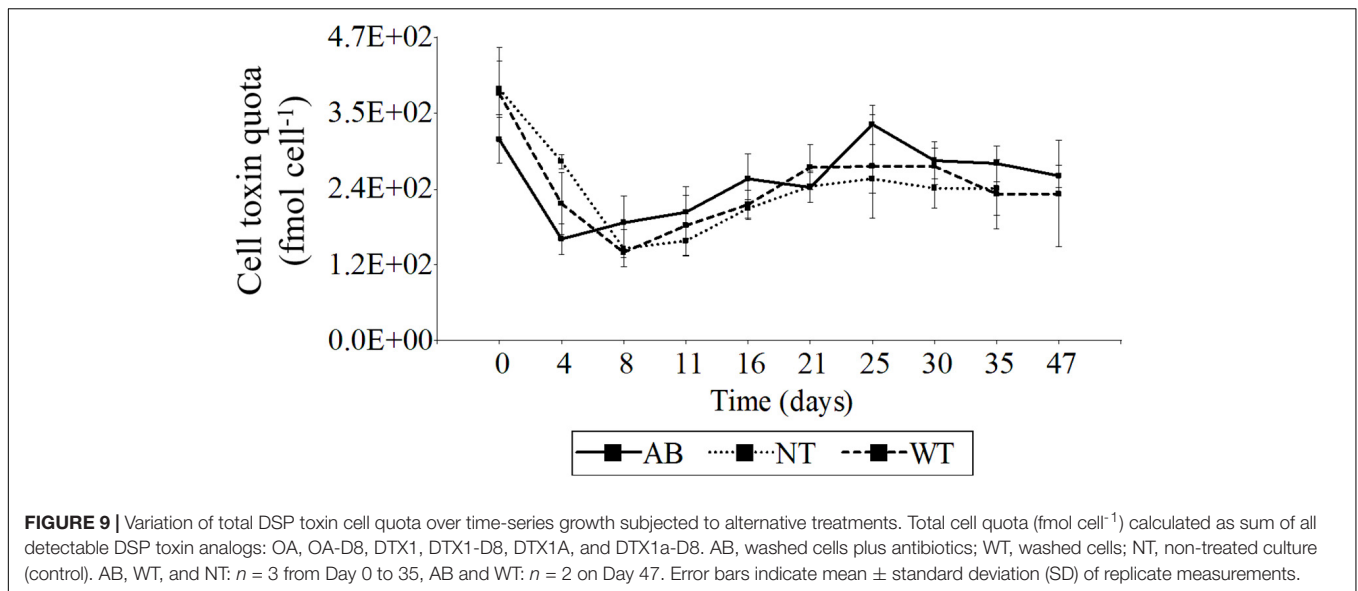 4.7E+02
3.5E+02
2.4E+02
1.2E+02
0.0E+00
Cell toxin quota
(fmol cell-1)
0 4 8 11 16 21 25 30 35 47
Time (days)
AB NT WT
FIGURE 9 | Variation of total DSP toxin cell quota over time-series growth subjected to alternative treatments. Total cell quota (fmol cell-1) calculated as sum of all
detectable DSP toxin analogs: OA, OA-D8, DTX1, DTX1-D8, DTX1A, and DTX1a-D8. AB, washed cells plus antibiotics; WT, washed cells; NT, non-treated culture
(control). AB, WT, and NT: n = 3 from Day 0 to 35, AB and WT: n = 2 on Day 47. Error bars indicate mean ± standard deviation (SD) of replicate measurements.